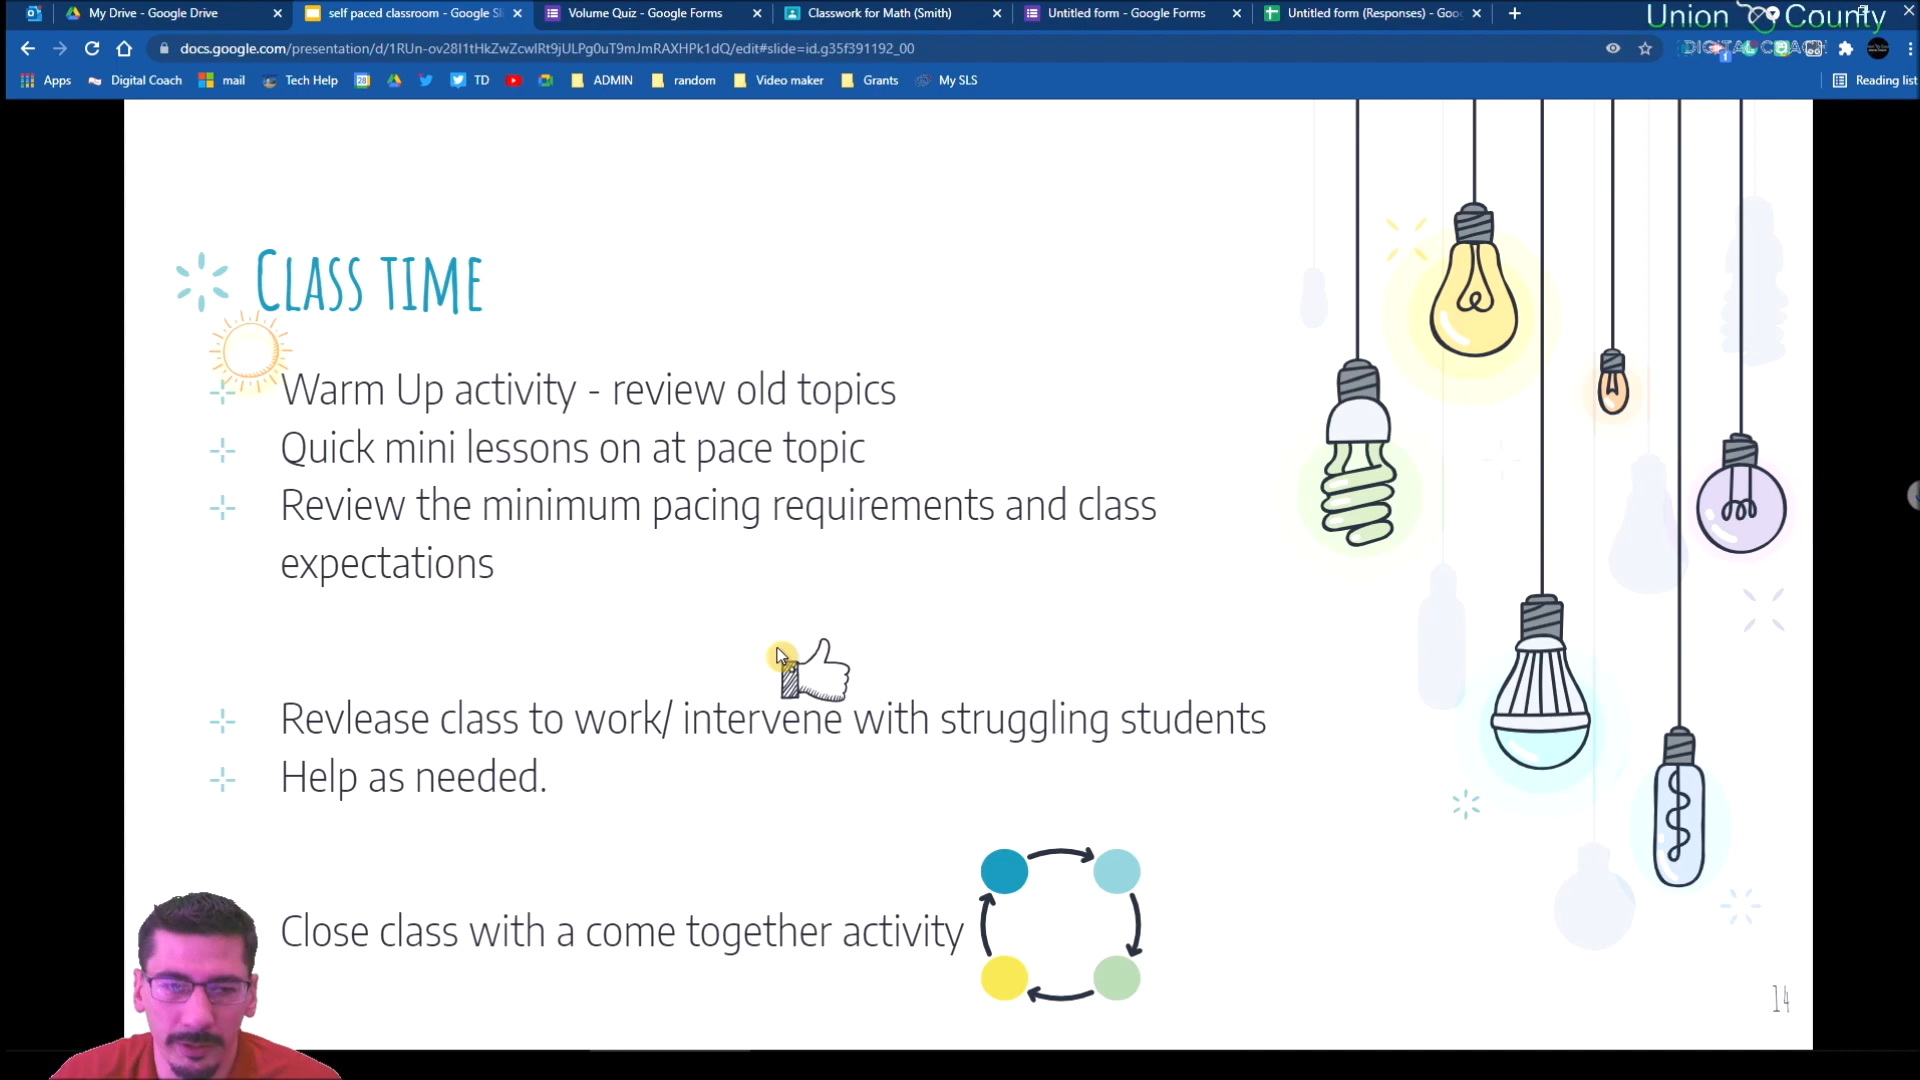 My Drive - Google Drive
self paced classroom - Google Sl
Volume Quiz - Google Forms
Classwork for Math (Smith)
Untitled form - Google Forms
Untitled form (Responses) - Goo
Union County
docs.google.com/presentation/d/1RUn-ov28I1tHkZwZcwIRt9jULPg0uT9mJmRAXHPk1dQ/edit#slide=id.g35f391192_00
DIGITAL COACH
Apps
Digital Coach
mail
Tech Help
TD
ADMIN
random
Video maker
Grants
My SLS
Reading list
Class time
Warm Up activity - review old topics
Quick mini lessons on at pace topic
Review the minimum pacing requirements and class
expectations
Revlease class to work/ intervene with struggling students
Help as needed.
Close class with a come together activity
14